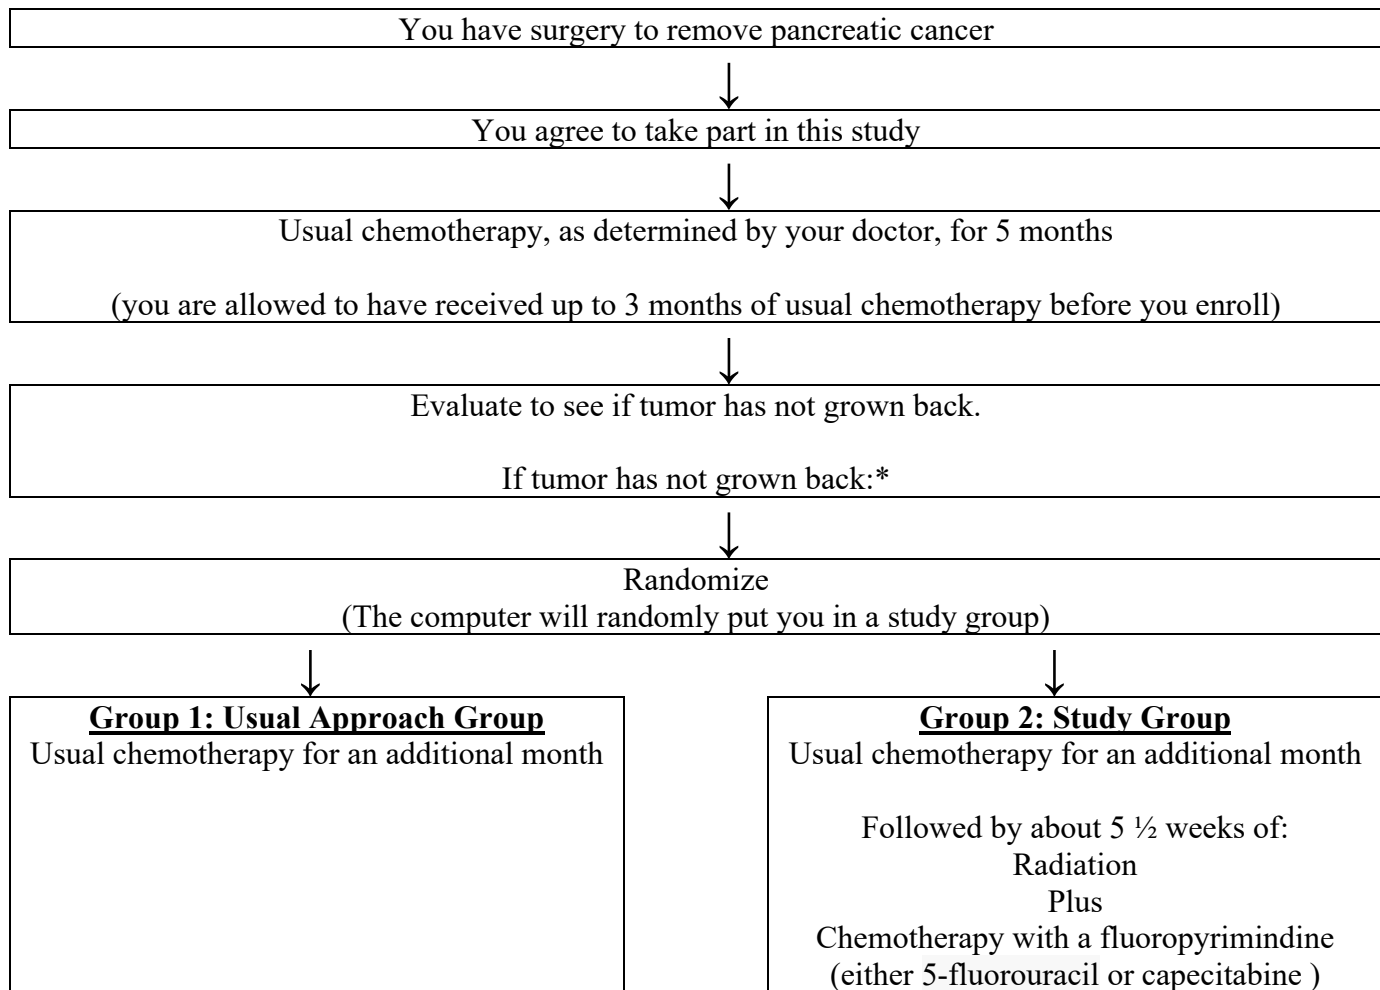 You have surgery to remove pancreatic cancer
You agree to take part in this study
Usual chemotherapy, as determined by your doctor, for 5 months
(you are allowed to have received up to 3 months of usual chemotherapy before you enroll)
Evaluate to see if tumor has not grown back.
If tumor has not grown back:*
Randomize
(The computer will randomly put you in a study group)
Group 1: Usual Approach Group
Usual chemotherapy for an additional month
Group 2: Study Group
Usual chemotherapy for an additional month
Followed by about 5 ½ weeks of:
Radiation
Plus
Chemotherapy with a fluoropyrimindine
(either 5-fluorouracil or capecitabine )